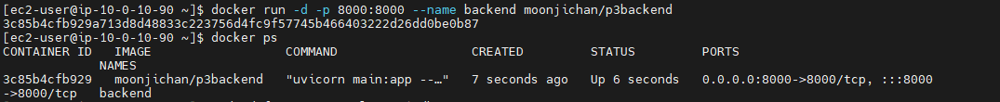 [ec2-user@ip-10-0-10-90 ~]$ docker run -d -p 8000:8000 --name backend moonjichan/p3backend
3c85b4cfb929a713d8d48833c223756d4fc9f57745b466403222d26dd0be0b87
[ec2-user@ip-10-0-10-90 ~]$ docker ps
CONTAINER ID   IMAGE                  COMMAND                  CREATED         STATUS         PORTS
               NAMES
3c85b4cfb929   moonjichan/p3backend   "uvicorn main:app --…"   7 seconds ago   Up 6 seconds   0.0.0.0:8000->8000/tcp, :::8000
->8000/tcp   backend